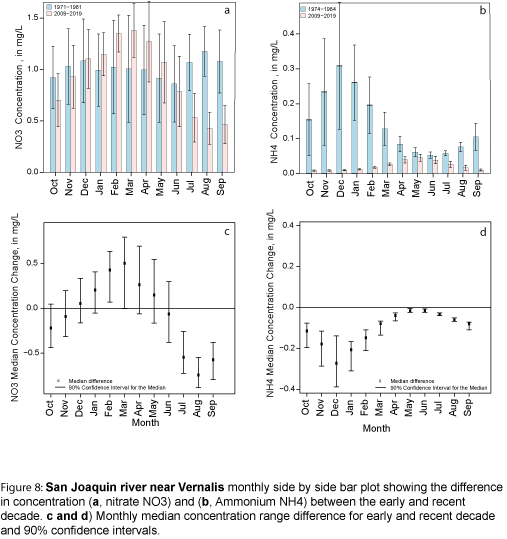 a
1971-1981
2009-2019
NO3 Concentration , in mg/L
1.5
1.0
0.5
0.0
Oct
Nov
Dec
Jan
Feb
Mar
Apr
May
Jun
Jul
Aug
Sep
b
1974-1984
2009-2019
NH4 Concentration , in mg/L
0.4
0.3
0.2
0.1
0.0
Oct
Nov
Dec
Jan
Feb
Mar
Apr
May
Jun
Jul
Aug
Sep
c
NO3 Median Concentration Change, in mg/L
0.5
0.0
−0.5
Median difference
90% Confidence Interval for the Median
Oct
Nov
Dec
Jan
Feb
Mar
Apr
May
Jun
Jul
Aug
Sep
Month
d
NH4 Median Concentration Change, in mg/L
−0.4
0.2
−0.0
−0.2
−0.4
Median difference
90% Confidence Interval for the Median
Oct
Nov
Dec
Jan
Feb
Mar
Apr
May
Jun
Jul
Aug
Sep
Month
Figure 8: San Joaquin river near Vernalis monthly side by side bar plot showing the difference
in concentration (a, nitrate NO3) and (b, Ammonium NH4) between the early and recent
decade. c and d) Monthly median concentration range difference for early and recent decade
and 90% confidence intervals.